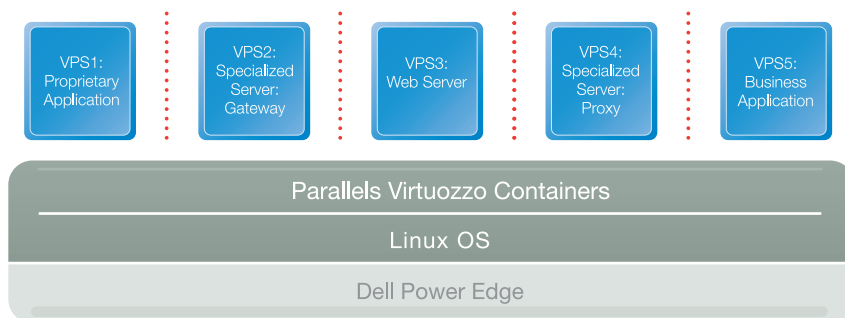 VPS1:
Proprietary
Application
VPS2:
Specialized
Server:
Gateway
VPS3:
Web Server
VPS4:
Specialized
Server:
Proxy
VPS5:
Business
Application
Parallels Virtuozzo Containers
Linux OS
Dell Power Edge